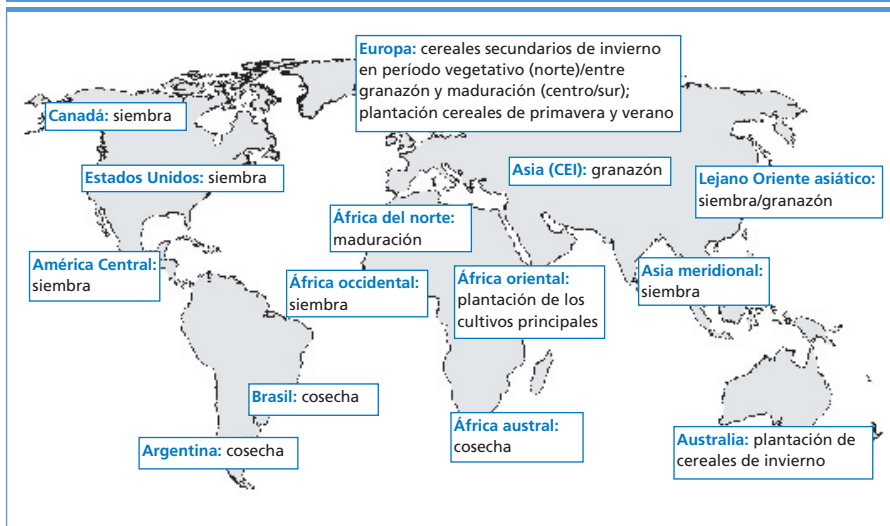 Europa: cereales secundarios de invierno
en período vegetativo (norte)/entre
granazón y maduración (centro/sur);
plantación cereales de primavera y verano
Canadá: siembra
Estados Unidos: siembra
Asia (CEI): granazón
Lejano Oriente asiático:
siembra/granazón
África del norte:
maduración
América Central:
siembra
África occidental:
siembra
África oriental:
plantación de los
cultivos principales
Asia meridional:
siembra
Brasil: cosecha
África austral:
cosecha
Argentina: cosecha
Australia: plantación de
cereales de invierno